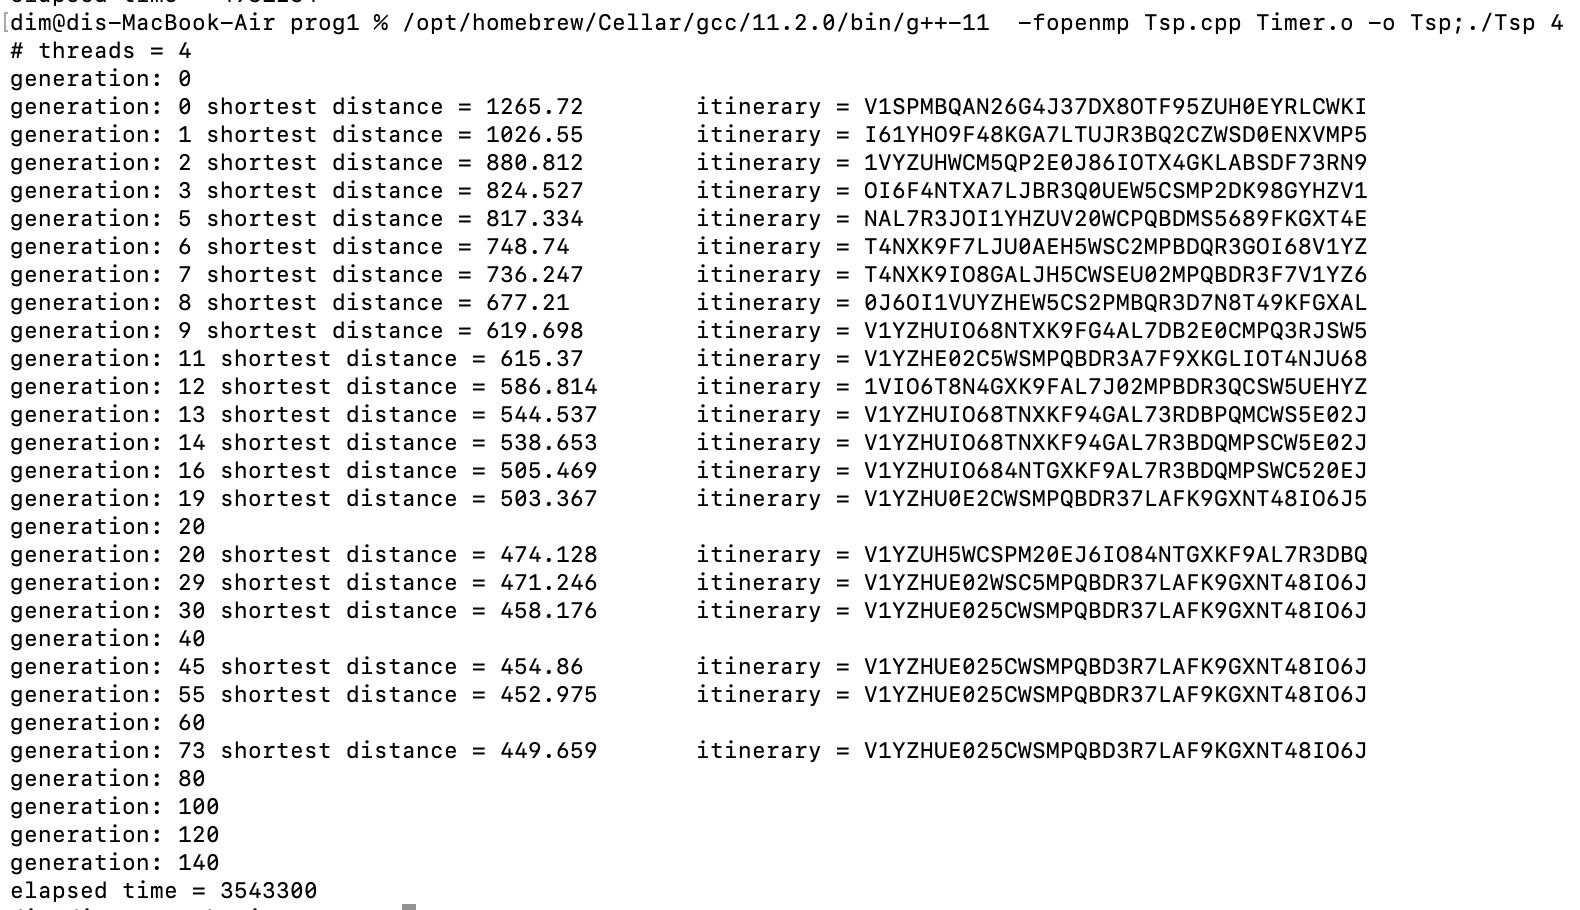 dim@dis-MacBook-Air prog1 % /opt/homebrew/Cellar/gcc/11.2.0/bin/g++-11  -fopenmp Tsp.cpp Timer.o -o Tsp;./Tsp 4
# threads = 4
generation: 0
generation: 0 shortest distance = 1265.72 itinerary = V1SPMBQAN26G4J37DX8OTF95ZUH0EYRLCWKI
generation: 1 shortest distance = 1026.55 itinerary = I61YHO9F48KGA7LTUJR3BQ2CZWSD0ENXVMP5
generation: 2 shortest distance = 880.812 itinerary = 1VYZUHWCM5QP2E0J86IOTX4GKLABSDF73RN9
generation: 3 shortest distance = 824.527 itinerary = OI6F4NTXA7LJBR3Q0UEW5CSMP2DK98GYHZV1
generation: 5 shortest distance = 817.334 itinerary = NAL7R3JOI1YHZUV20WCPQBDMS5689FKGXT4E
generation: 6 shortest distance = 748.74 itinerary = T4NXK9F7LJU0AEH5WSC2MPBDQR3GOI68V1YZ
generation: 7 shortest distance = 736.247 itinerary = T4NXK9IO8GALJH5CWSEU02MPQBDR3F7V1YZ6
generation: 8 shortest distance = 677.21 itinerary = 0J6OI1VUYZHEW5CS2PMBQR3D7N8T49KFGXAL
generation: 9 shortest distance = 619.698 itinerary = V1YZHUIO68NTXK9FG4AL7DB2E0CMPQ3RJSW5
generation: 11 shortest distance = 615.37 itinerary = V1YZHE02C5WSMPQBDR3A7F9XKGLIOT4NJU68
generation: 12 shortest distance = 586.814 itinerary = 1VIO6T8N4GXK9FAL7J02MPBDR3QCSW5UEHYZ
generation: 13 shortest distance = 544.537 itinerary = V1YZHUIO68TNXKF94GAL73RDBPQMCWS5E02J
generation: 14 shortest distance = 538.653 itinerary = V1YZHUIO68TNXKF94GAL7R3BDQMPSCW5E02J
generation: 16 shortest distance = 505.469 itinerary = V1YZHUIO684NTGXKF9AL7R3BDQMPSWC520EJ
generation: 19 shortest distance = 503.367 itinerary = V1YZHU0E2CWSMPQBDR37LAFK9GXNT48IO6J5
generation: 20
generation: 20 shortest distance = 474.128 itinerary = V1YZUH5WCSPM20EJ6IO84NTGXKF9AL7R3DBQ
generation: 29 shortest distance = 471.246 itinerary = V1YZHUE02WSC5MPQBDR37LAFK9GXNT48IO6J
generation: 30 shortest distance = 458.176 itinerary = V1YZHUE025CWSMPQBDR37LAFK9GXNT48IO6J
generation: 40
generation: 45 shortest distance = 454.86 itinerary = V1YZHUE025CWSMPQBD3R7LAFK9GXNT48IO6J
generation: 55 shortest distance = 452.975 itinerary = V1YZHUE025CWSMPQBDR37LAF9KGXNT48IO6J
generation: 60
generation: 73 shortest distance = 449.659 itinerary = V1YZHUE025CWSMPQBD3R7LAF9KGXNT48IO6J
generation: 80
generation: 100
generation: 120
generation: 140
elapsed time = 3543300